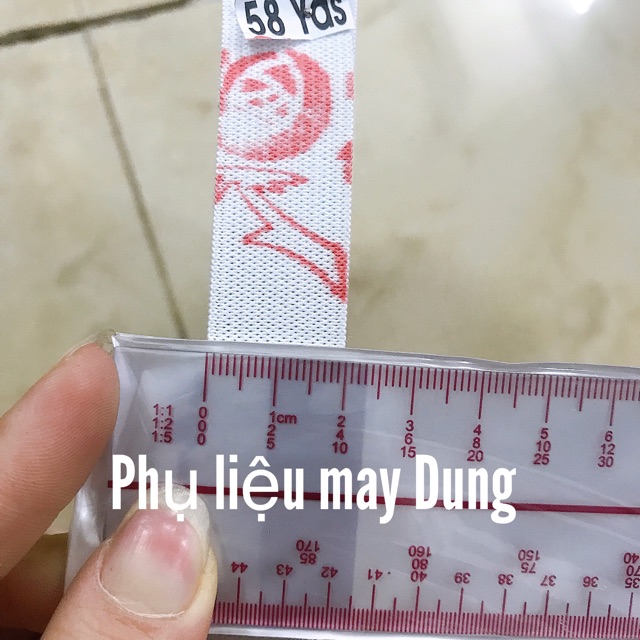 58 Yds
1:1 0 1cm 2 3 4 5 6
1:2 0 2 4 6 8 10 12
1:5 0 5 10 15 20 25 30
Phụ liệu may Dung
85 80 75
170 160 150 140
44 43 42 41 40 39 38 37 36 35